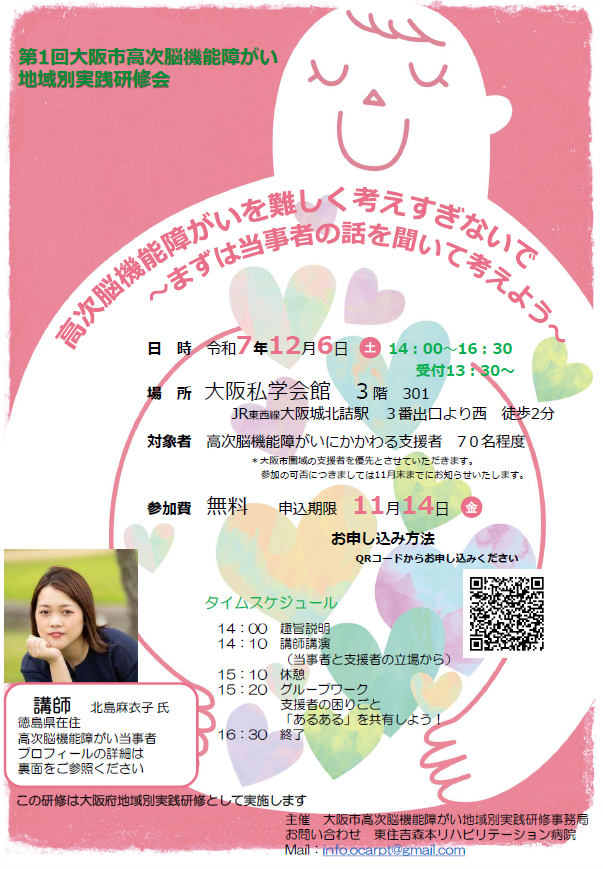 第1回大阪市高次脳機能障がい
地域別実践研修会
高次脳機能障がいを難しく考えすぎないで
～まずは当事者の話を聞いて考えよう～
日　時　令和7年12月6日　土　14：00～16：30
受付13：30～
場　所　大阪私学会館　３階　301
JR東西線大阪城北詰駅　３番出口より西　徒歩2分
対象者　高次脳機能障がいにかかわる支援者　７０名程度
＊大阪市圏域の支援者を優先とさせていただきます。
参加の可否につきましては11月末までにお知らせいたします。
参加費　無料　申込期限　11月14日　金
お申し込み方法
QRコードからお申し込みください
タイムスケジュール
14：00　趣旨説明
14：10　講師講演
（当事者と支援者の立場から）
15：10　休憩
15：20　グループワーク
支援者の困りごと
「あるある」を共有しよう！
16：30　終了
講師　北島麻衣子 氏
徳島県在住
高次脳機能障がい当事者
プロフィールの詳細は
裏面をご参照ください
この研修は大阪府地域別実践研修として実施します
主催　大阪市高次脳機能障がい地域別実践研修事務局
お問い合わせ　東住吉森本リハビリテーション病院
Mail：info.ocarpt@gmail.com